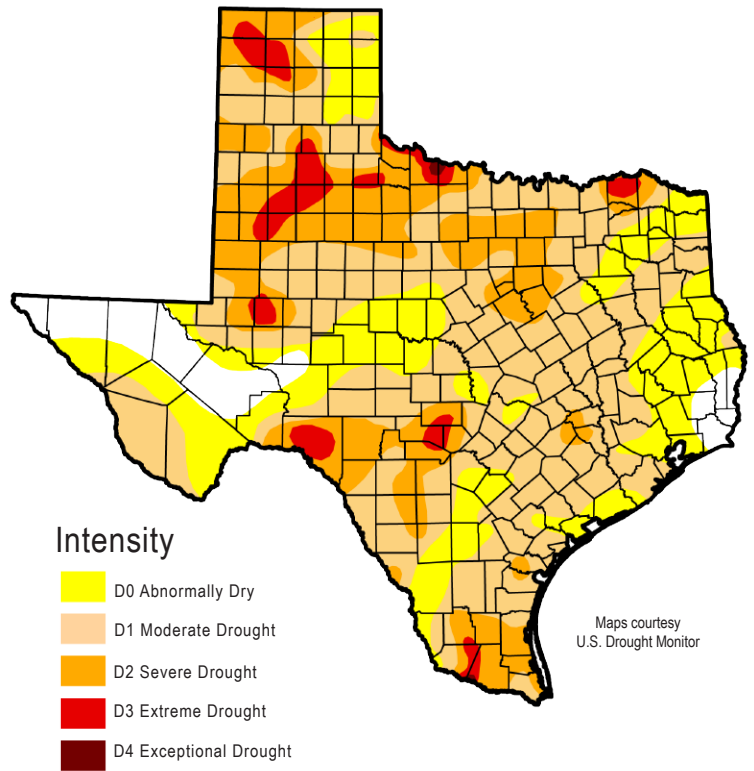 Intensity
D0 Abnormally Dry
D1 Moderate Drought
D2 Severe Drought
D3 Extreme Drought
D4 Exceptional Drought
Maps courtesy
U.S. Drought Monitor